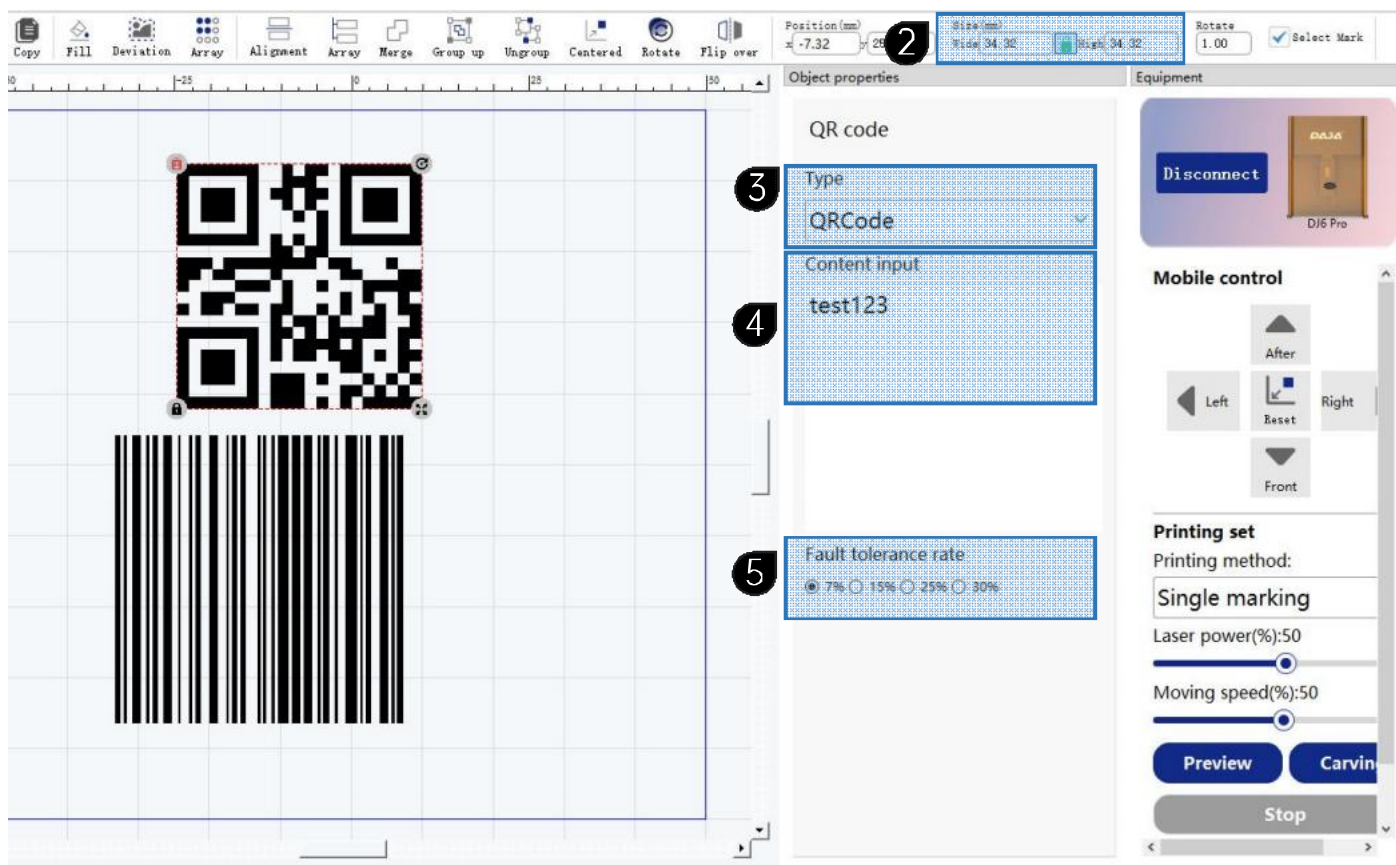 Copy Fill Deviation Array Alignment Array Merge Group up Ungroup Centered Rotate Flip over
Position(mm)
x -7.32 y
2
Size(mm)
Wide 34.32 High 34.32
Rotate
1.00
Select Mark
-25 0 25 50
Object properties
Equipment
QR code
3
Type
QRCode
4
Content input
test123
5
Fault tolerance rate
7% 15% 25% 30%
Disconnect
DAJA
DJ6 Pro
Mobile control
After
Left
Reset
Right
Front
Printing set
Printing method:
Single marking
Laser power(%):50
Moving speed(%):50
Preview
Carvin
Stop